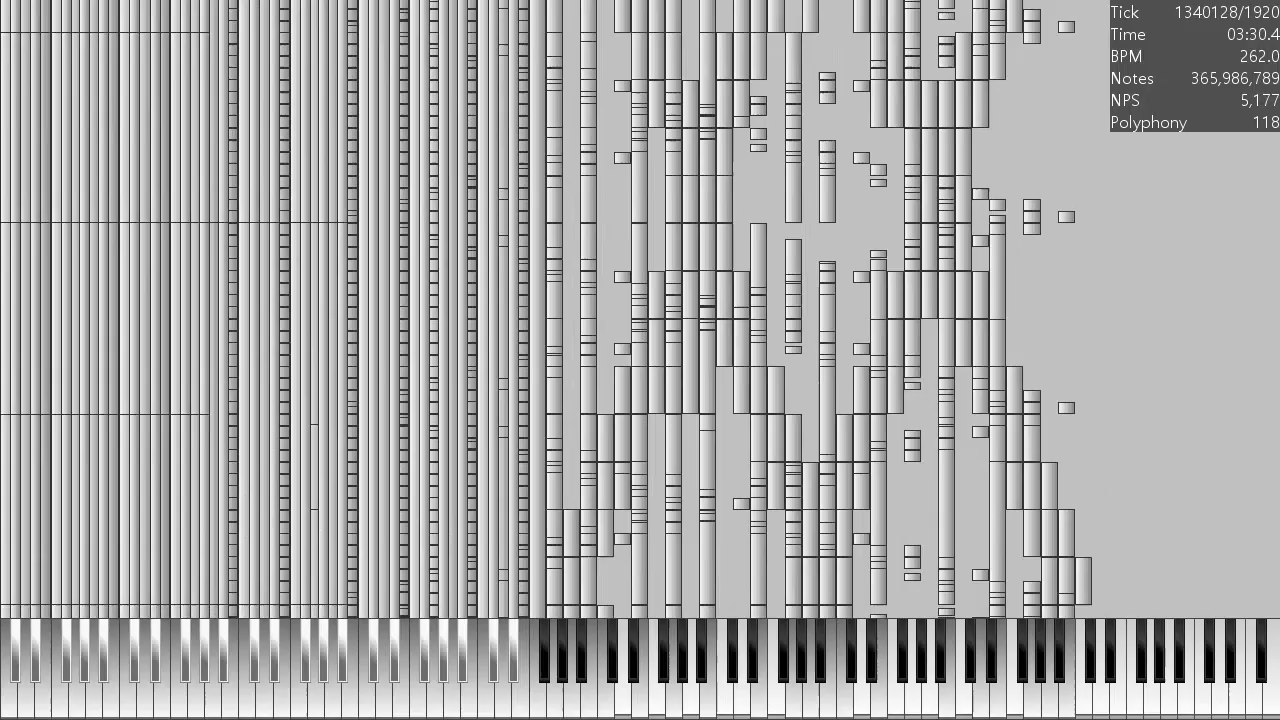 Tick 1340128/1920
Time 03:30.4
BPM 262.0
Notes 365,986,789
NPS 5,177
Polyphony 118